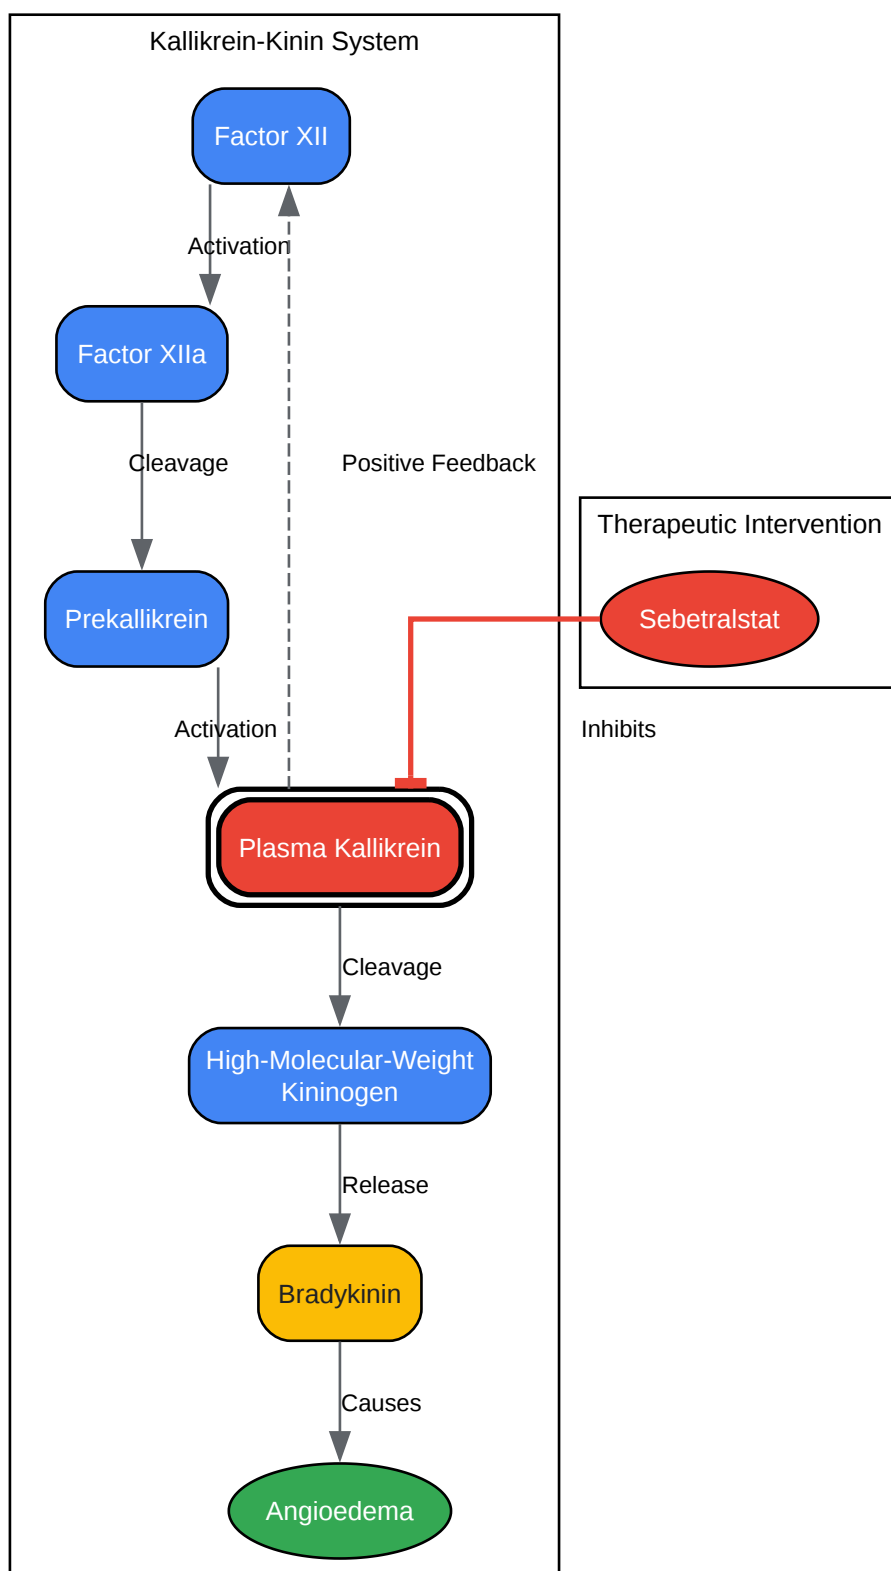 Kallikrein-Kinin System
Factor XII
Activation
Factor XIIa
Cleavage
Positive Feedback
Therapeutic Intervention
Prekallikrein
Sebetralstat
Activation
Inhibits
Plasma Kallikrein
Cleavage
High-Molecular-Weight
Kininogen
Release
Bradykinin
Causes
Angioedema